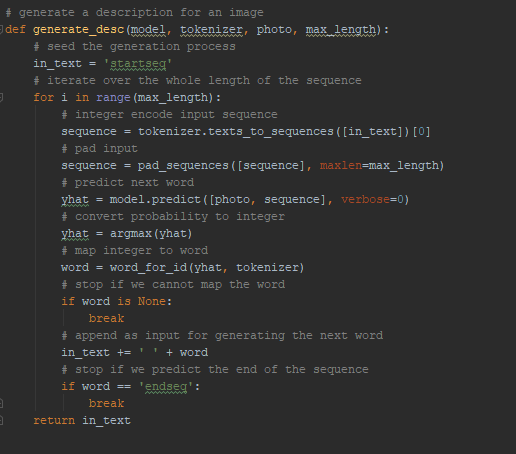 # generate a description for an image
def generate_desc(model, tokenizer, photo, max_length):
    # seed the generation process
    in_text = 'startseq'
    # iterate over the whole length of the sequence
    for i in range(max_length):
        # integer encode input sequence
        sequence = tokenizer.texts_to_sequences([in_text])[0]
        # pad input
        sequence = pad_sequences([sequence], maxlen=max_length)
        # predict next word
        yhat = model.predict([photo, sequence], verbose=0)
        # convert probability to integer
        yhat = argmax(yhat)
        # map integer to word
        word = word_for_id(yhat, tokenizer)
        # stop if we cannot map the word
        if word is None:
            break
        # append as input for generating the next word
        in_text += ' ' + word
        # stop if we predict the end of the sequence
        if word == 'endseq':
            break
    return in_text